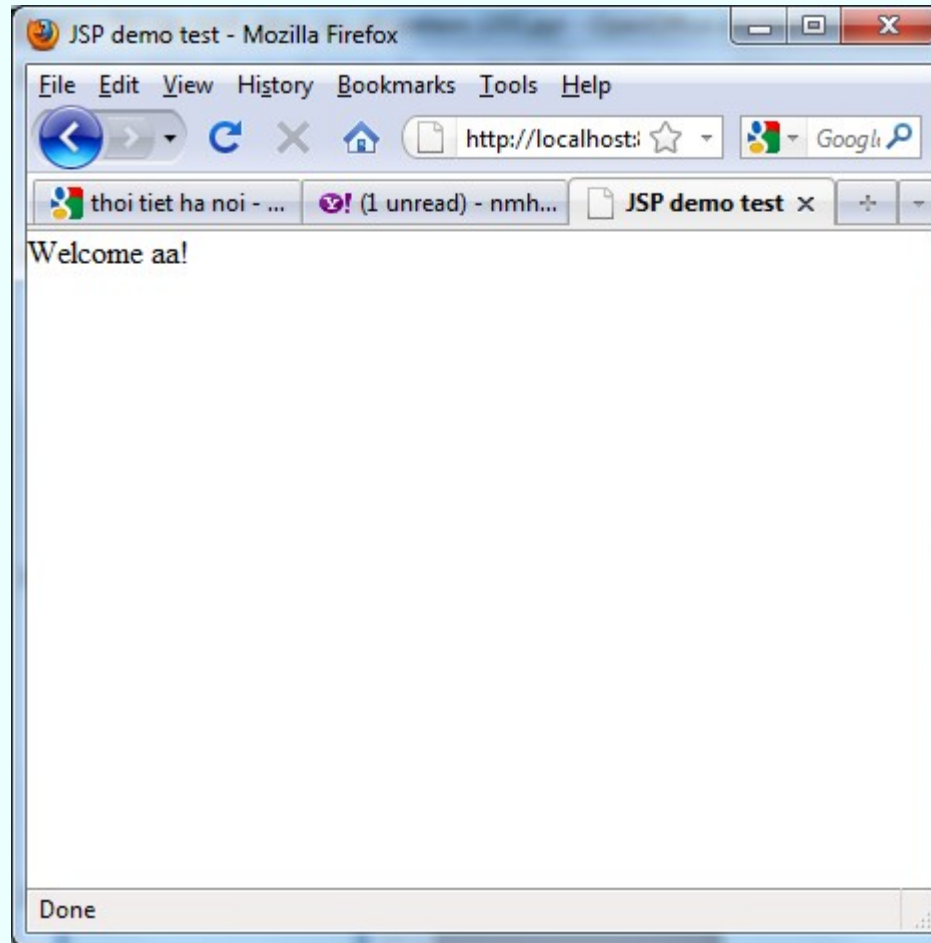 JSP demo test - Mozilla Firefox
File Edit View History Bookmarks Tools Help
http://localhost: Googl
thoi tiet ha noi - ... Y! (1 unread) - nmh... JSP demo test
Welcome aa!
Done